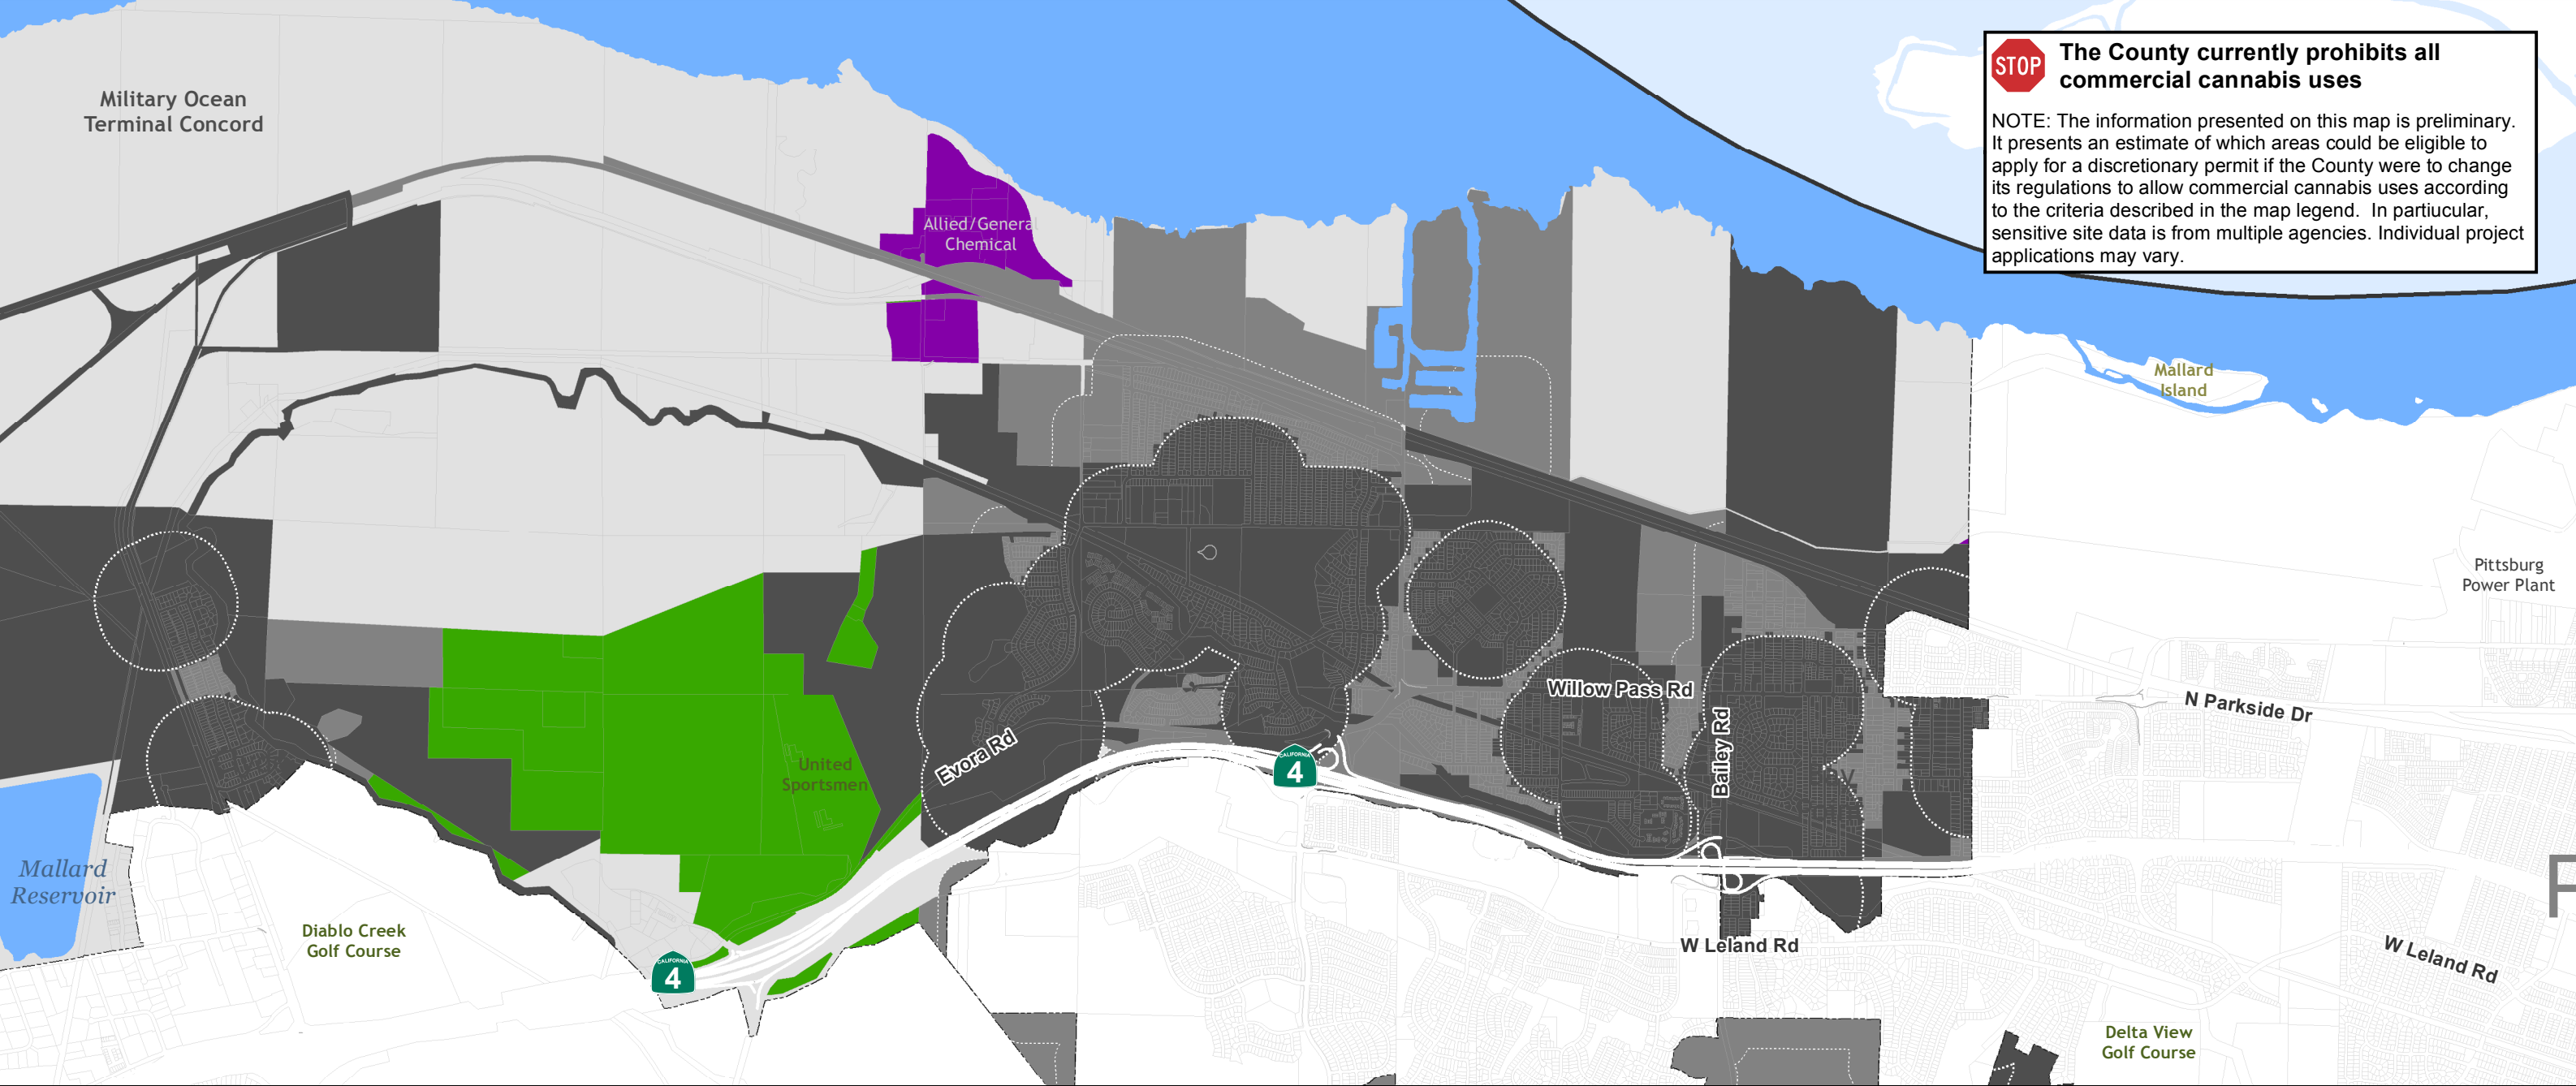 Military Ocean
Terminal Concord
STOP
The County currently prohibits all
commercial cannabis uses
NOTE: The information presented on this map is preliminary.
It presents an estimate of which areas could be eligible to
apply for a discretionary permit if the County were to change
its regulations to allow commercial cannabis uses according
to the criteria described in the map legend. In partiucular,
sensitive site data is from multiple agencies. Individual project
applications may vary.
Allied/General
Chemical
Mallard
Island
Pittsburg
Power Plant
Willow Pass Rd
N Parkside Dr
Evora Rd
Bailey Rd
United
Sportsmen
CALIFORNIA
4
Mallard
Reservoir
Diablo Creek
Golf Course
CALIFORNIA
4
W Leland Rd
W Leland Rd
Delta View
Golf Course